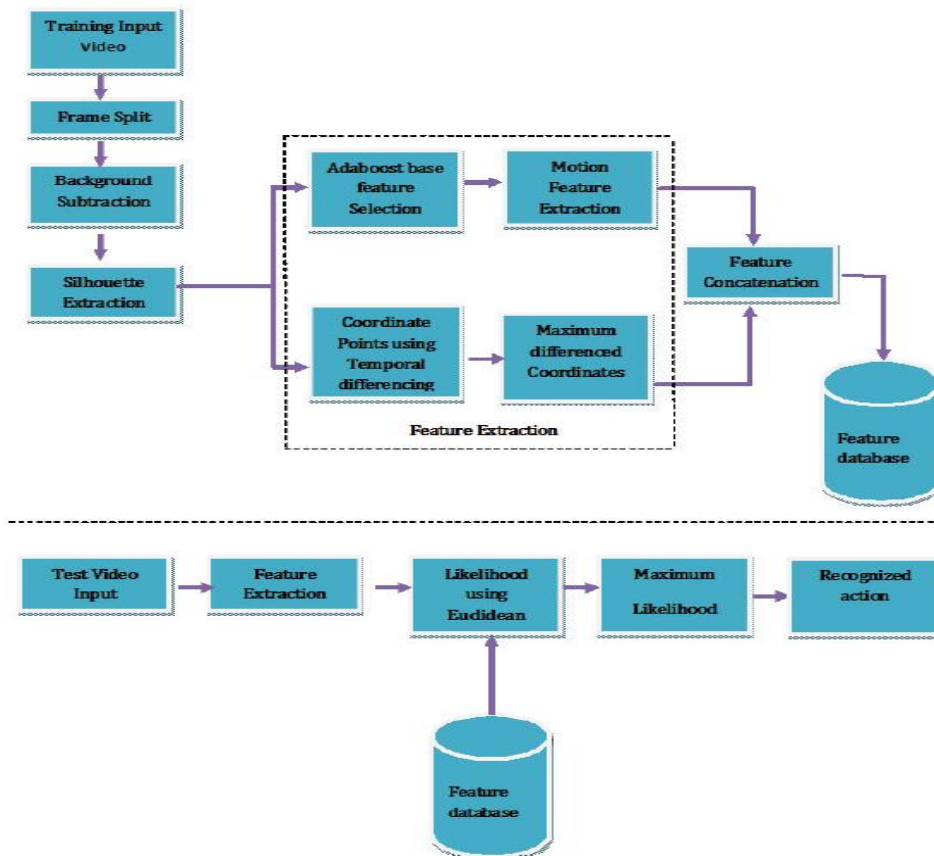 Training Input
Video
Frame Split
Background
Subtraction
Silhouette
Extraction
Adaboost base
feature
Selection
Motion
Feature
Extraction
Coordinate
Points using
Temporal
differencing
Maximum
differenced
Coordinates
Feature Extraction
Feature
Concatenation
Feature
database
Test Video
Input
Feature
Extraction
Likelihood
using
Eudidean
Maximum
Likelihood
Recognized
action
Feature
database